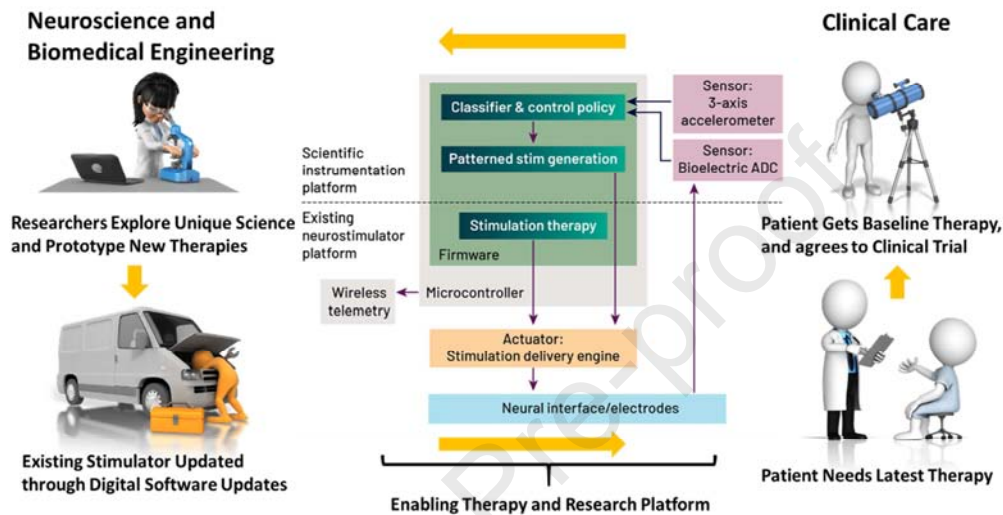 Neuroscience and
Biomedical Engineering
Researchers Explore Unique Science
and Prototype New Therapies
Existing Stimulator Updated
through Digital Software Updates
Classifier & control policy
Sensor:
3-axis
accelerometer
Patterned stim generation
Sensor:
Bioelectric ADC
Scientific
instrumentation
platform
Existing
neurostimulator
platform
Stimulation therapy
Firmware
Wireless
telemetry
Microcontroller
Actuator:
Stimulation delivery engine
Neural interface/electrodes
Enabling Therapy and Research Platform
Clinical Care
Patient Gets Baseline Therapy,
and agrees to Clinical Trial
Patient Needs Latest Therapy
Pre-proof